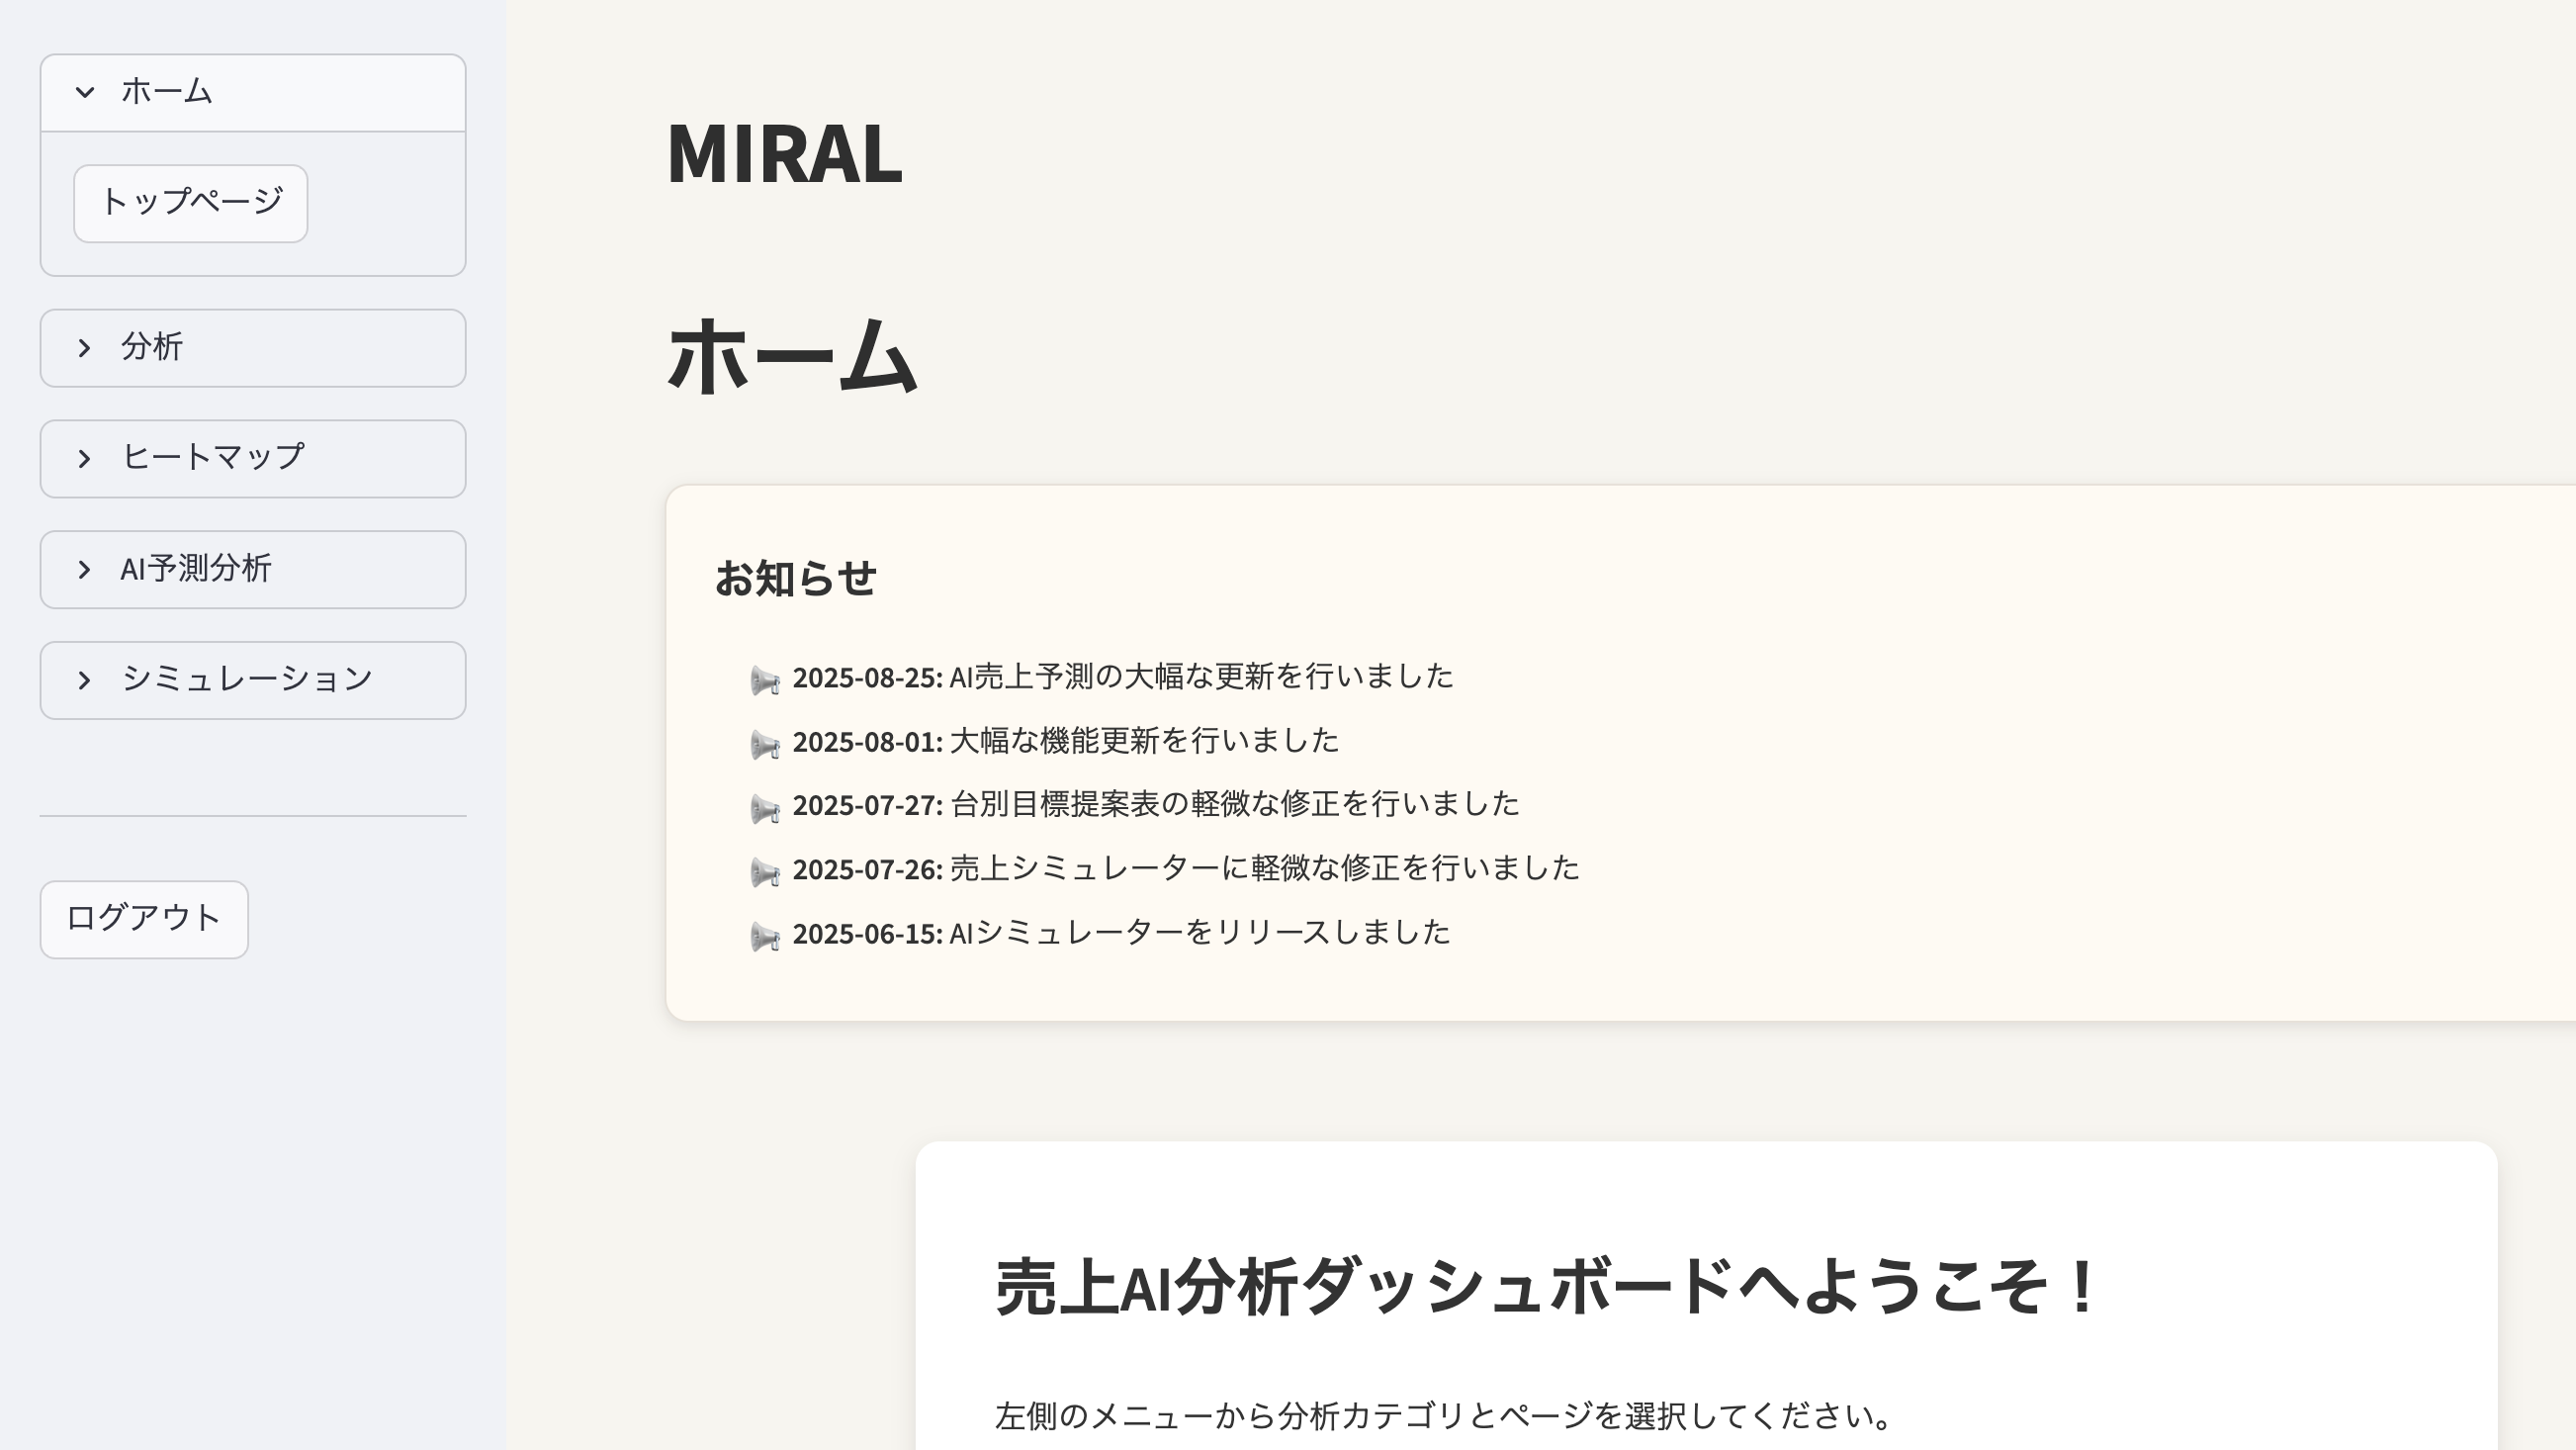 ホーム
トップページ
分析
ヒートマップ
AI予測分析
シミュレーション
ログアウト
MIRAL
ホーム
お知らせ
2025-08-25: AI売上予測の大幅な更新を行いました
2025-08-01: 大幅な機能更新を行いました
2025-07-27: 台別目標提案表の軽微な修正を行いました
2025-07-26: 売上シミュレーターに軽微な修正を行いました
2025-06-15: AIシミュレーターをリリースしました
売上AI分析ダッシュボードへようこそ！
左側のメニューから分析カテゴリとページを選択してください。